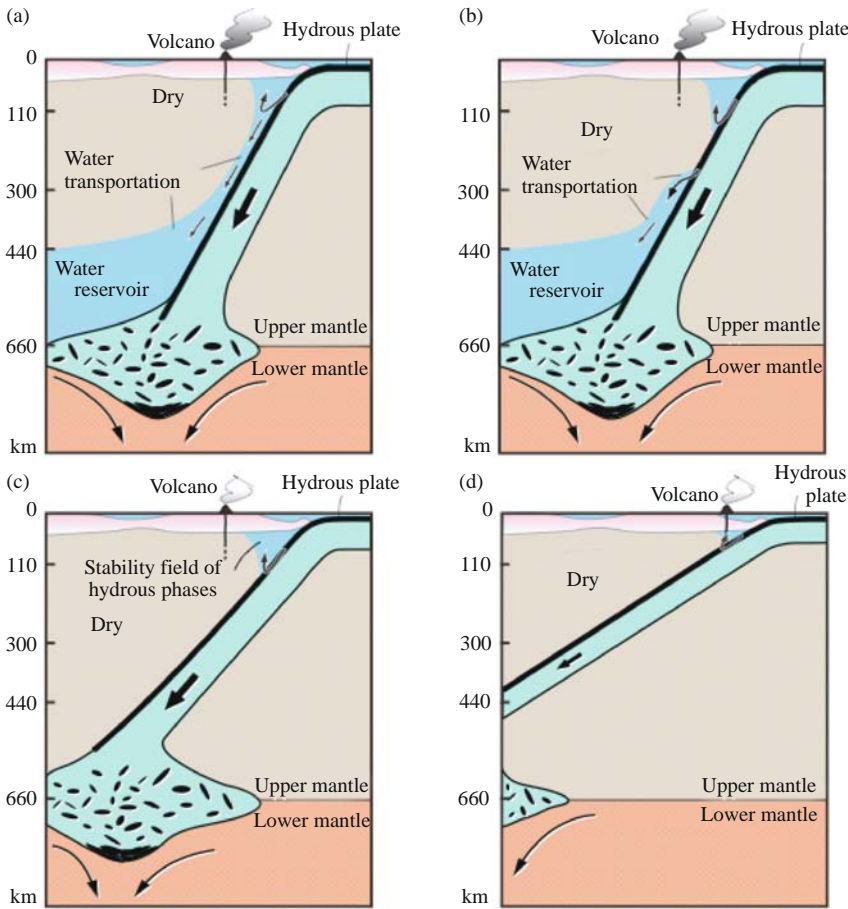 (a)
Volcano
Hydrous plate
0
110
300
440
660
km
Dry
Water
transportation
Water
reservoir
Upper mantle
Lower mantle
(b)
Volcano
Hydrous plate
0
110
300
440
660
km
Dry
Water
transportation
Water
reservoir
Upper mantle
Lower mantle
(c)
Volcano
Hydrous plate
0
110
300
440
660
km
Stability field of
hydrous phases
Dry
Upper mantle
Lower mantle
(d)
Volcano
Hydrous
plate
0
110
300
440
660
km
Dry
Upper mantle
Lower mantle